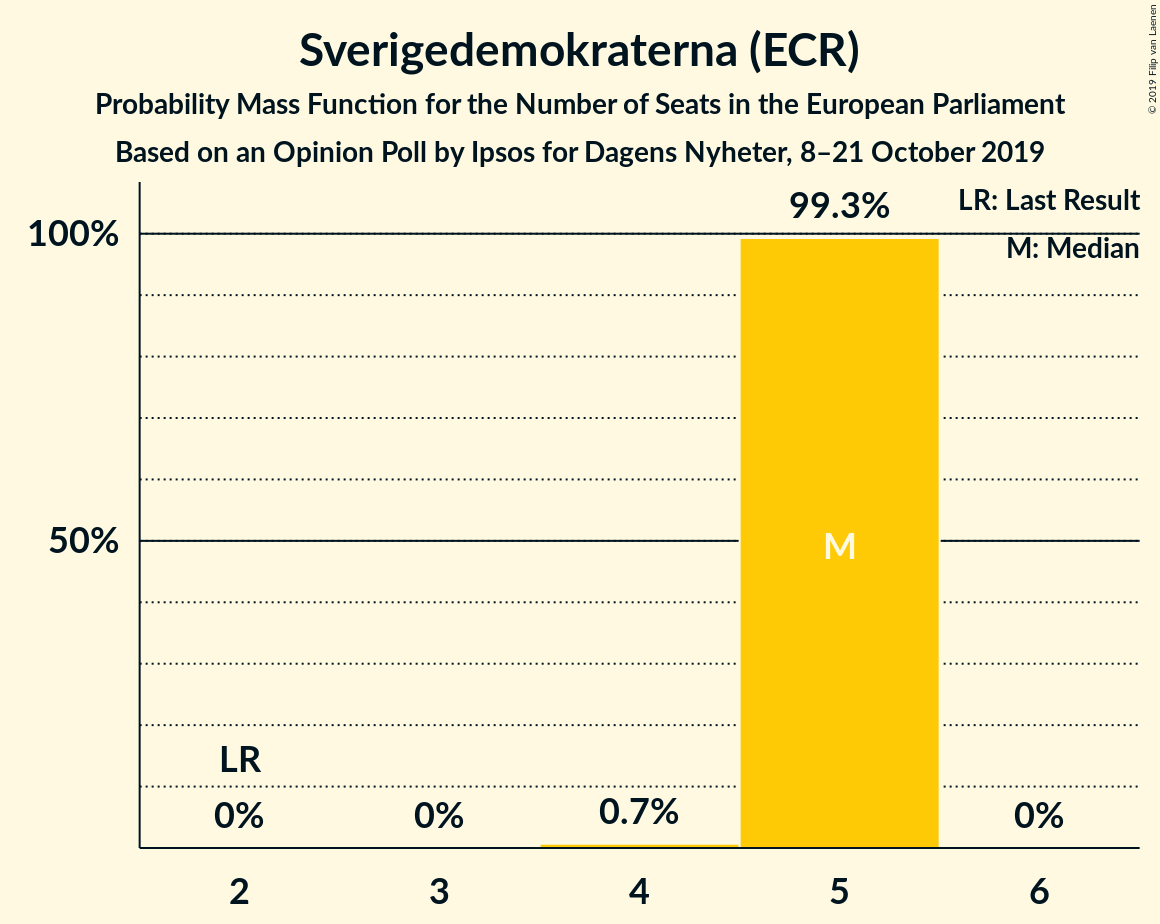 Sverigedemokraterna (ECR)
Probability Mass Function for the Number of Seats in the European Parliament
Based on an Opinion Poll by Ipsos for Dagens Nyheter, 8–21 October 2019
© 2019 Filip van Laenen
LR: Last Result
M: Median
99.3%
100%
50%
M
LR
0%
0%
0.7%
0%
2
3
4
5
6